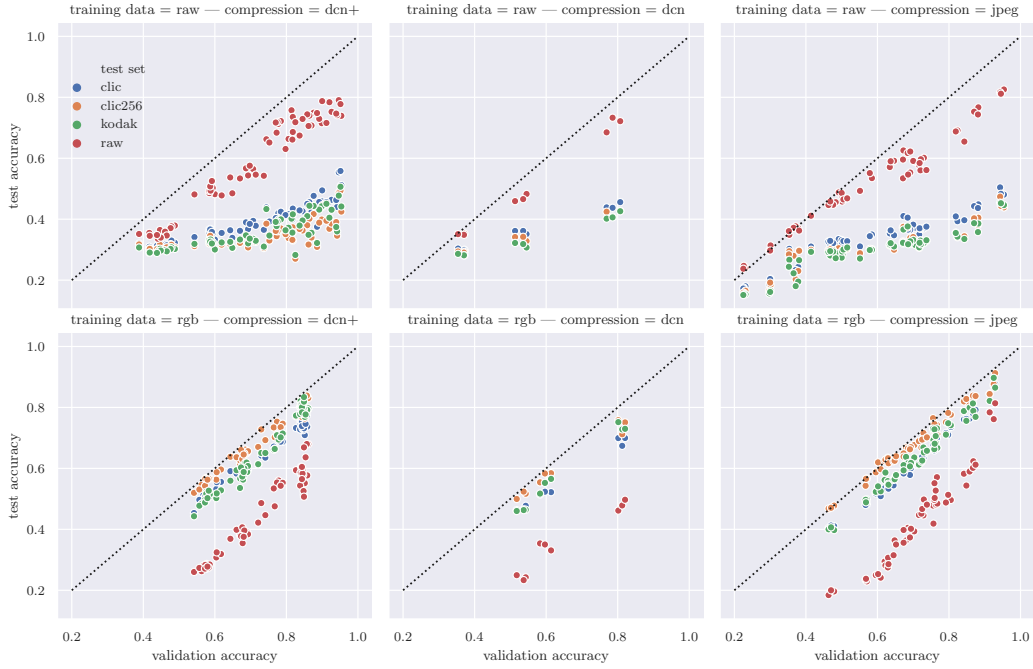 training data = raw — compression = dcn+
training data = raw — compression = dcn
training data = raw — compression = jpeg
1.0
0.8
0.6
0.4
0.2
test accuracy
test set
clic
clic256
kodak
raw
training data = rgb — compression = dcn+
training data = rgb — compression = dcn
training data = rgb — compression = jpeg
1.0
0.8
0.6
0.4
0.2
test accuracy
0.2 0.4 0.6 0.8 1.0
0.2 0.4 0.6 0.8 1.0
0.2 0.4 0.6 0.8 1.0
validation accuracy
validation accuracy
validation accuracy